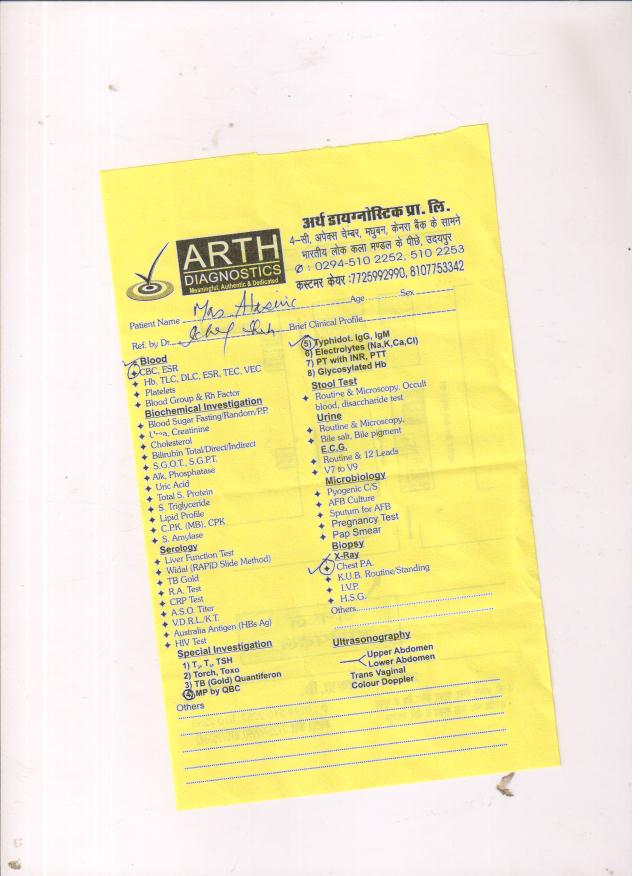 ARTH
DIAGNOSTICS
Meaningful, Authentic & Dedicated
अर्थ डायग्नोस्टिक प्रा. लि.
4–सी, अपेक्स चेम्बर, मधुबन, केनरा बैंक के सामने
भारतीय लोक कला मण्डल के पीछे, उदयपुर
✆ : 0294-510 2252, 510 2253
कस्टमर केयर :7725992990, 8107753342
Patient Name Mrs Age Sex
Ref. by Dr. Brief Clinical Profile
Blood
CBC, ESR
Hb, TLC, DLC, ESR, TEC, VEC
Platelets
Blood Group & Rh Factor
Biochemical Investigation
Blood Sugar Fasting/Random/P.P.
Urea, Creatinine
Cholesterol
Bilirubin Total/Direct/Indirect
S.G.O.T., S.G.P.T.
Alk, Phosphatase
Uric Acid
Total S. Protein
S. Triglyceride
Lipid Profile
C.P.K. (MB), CPK
S. Amylase
Serology
Liver Function Test
Widal (RAPID Slide Method)
TB Gold
R.A. Test
CRP Test
A.S.O. Titer
V.D.R.L./K.T.
Australia Antigen (HBs Ag)
HIV Test
Special Investigation
1) T3, T4, TSH
2) Torch, Toxo
3) TB (Gold) Quantiferon
4) MP by QBC
Others
5) Typhidot. IgG, IgM
6) Electrolytes (Na,K,Ca,Cl)
7) PT with INR, PTT
8) Glycosylated Hb
Stool Test
Routine & Microscopy, Occult
blood, disaccharide test
Urine
Routine & Microscopy,
Bile salt, Bile pigment
E.C.G.
Routine & 12 Leads
V7 to V9
Microbiology
Pyogenic C/S
AFB Culture
Sputum for AFB
Pregnancy Test
Pap Smear
Biopsy
X-Ray
Chest P.A.
K.U.B. Routine/Standing
I.V.P.
H.S.G.
Others
Ultrasonography
Upper Abdomen
Lower Abdomen
Trans Vaginal
Colour Doppler